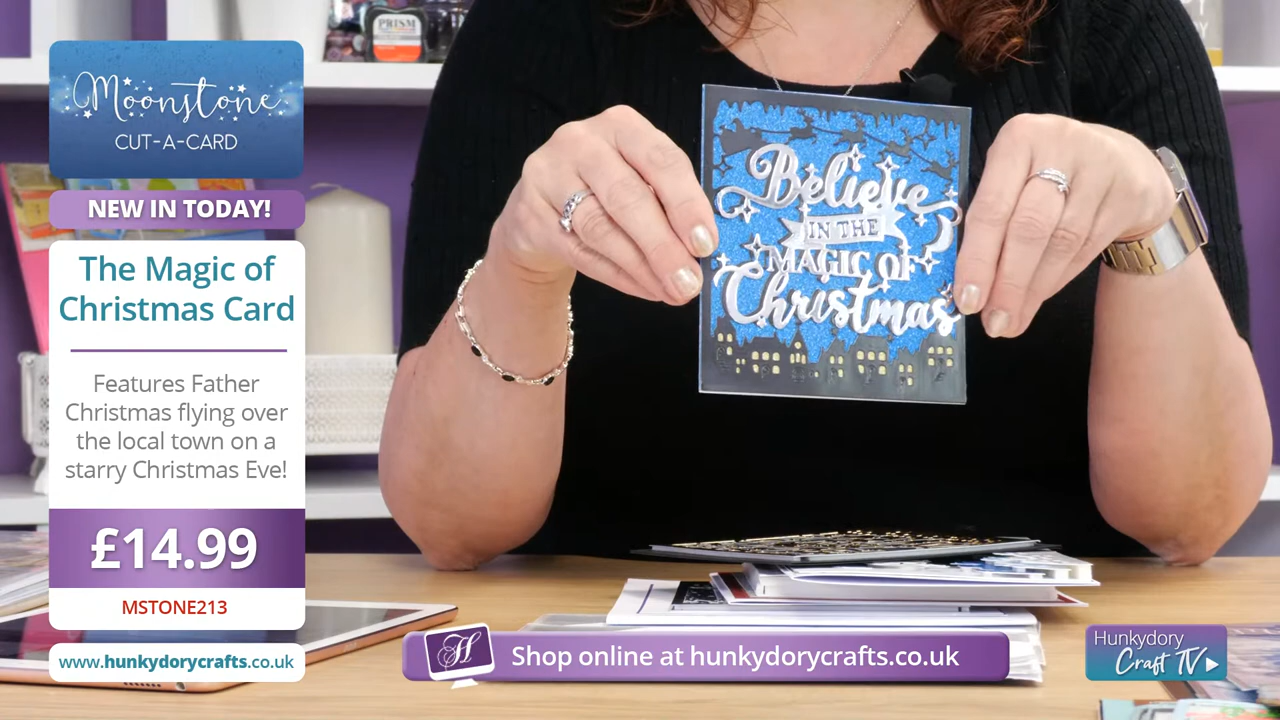 PRISM
Moonstone
CUT-A-CARD
NEW IN TODAY!
The Magic of
Christmas Card
Features Father
Christmas flying over
the local town on a
starry Christmas Eve!
£14.99
MSTONE213
www.hunkydorycrafts.co.uk
Believe
IN THE
MAGIC OF
Christmas
H
Shop online at hunkydorycrafts.co.uk
Hunkydory
Craft TV